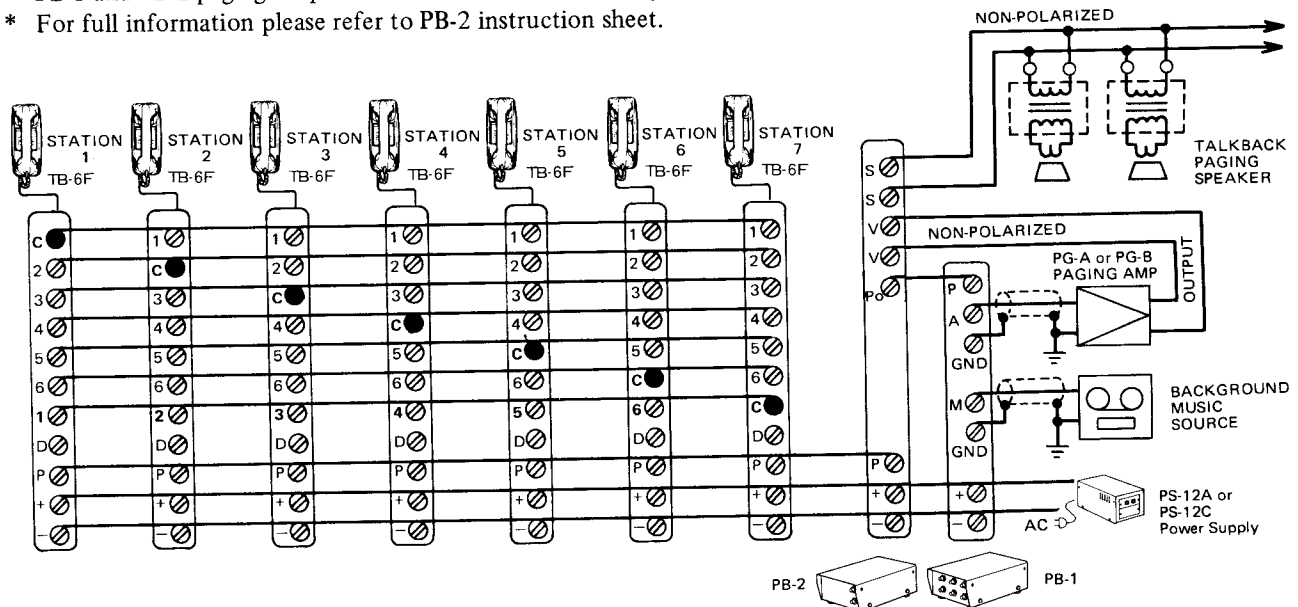 * For full information please refer to PB-2 instruction sheet.
NON-POLARIZED
TALKBACK
PAGING
SPEAKER
STATION
1
TB-6F
STATION
2
TB-6F
STATION
3
TB-6F
STATION
4
TB-6F
STATION
5
TB-6F
STATION
6
TB-6F
STATION
7
TB-6F
C 1 1 1 1 1 1
2 C 2 2 2 2 2
3 3 C 3 3 3 3
4 4 4 C 4 4 4
5 5 5 5 C 5 5
6 6 6 6 6 C 6
1 2 3 4 5 6 C
D D D D D D D
P P P P P P P P
+ + + + + + + + +
− − − − − − − − −
S
S
V
V
Po
NON-POLARIZED
PG-A or PG-B
PAGING AMP
OUTPUT
P
A
GND
M
GND
BACKGROUND
MUSIC
SOURCE
AC
PS-12A or
PS-12C
Power Supply
PB-2
PB-1